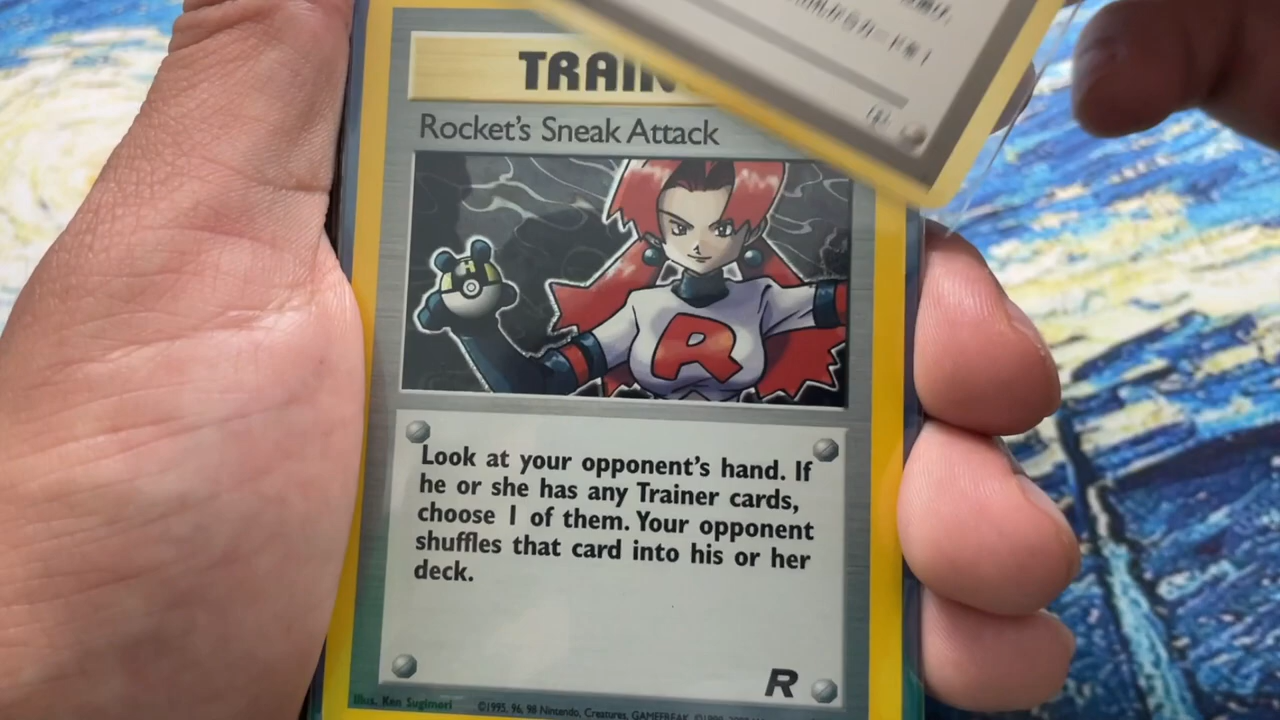 TRAIN
Rocket's Sneak Attack
R
Look at your opponent's hand. If
he or she has any Trainer cards,
choose 1 of them. Your opponent
shuffles that card into his or her
deck.
R
Illus. Ken Sugimori ©1995, 96, 98 Nintendo, Creatures, GAMEFREAK.